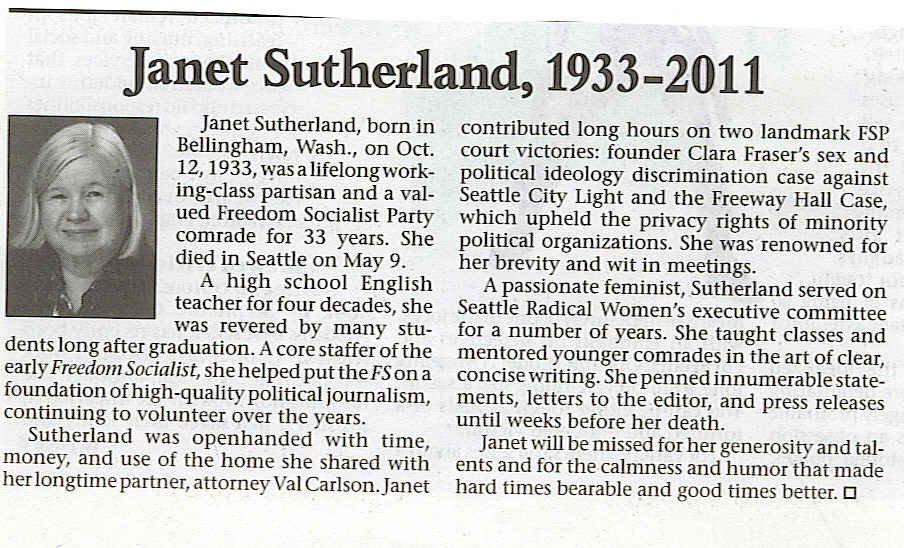 Janet Sutherland, 1933–2011
Janet Sutherland, born in
Bellingham, Wash., on Oct.
12, 1933, was a lifelong work-
ing-class partisan and a val-
ued Freedom Socialist Party
comrade for 33 years. She
died in Seattle on May 9.
A high school English
teacher for four decades, she
was revered by many stu-
dents long after graduation. A core staffer of the
early Freedom Socialist, she helped put the FS on a
foundation of high-quality political journalism,
continuing to volunteer over the years.
Sutherland was openhanded with time,
money, and use of the home she shared with
her longtime partner, attorney Val Carlson. Janet
contributed long hours on two landmark FSP
court victories: founder Clara Fraser's sex and
political ideology discrimination case against
Seattle City Light and the Freeway Hall Case,
which upheld the privacy rights of minority
political organizations. She was renowned for
her brevity and wit in meetings.
A passionate feminist, Sutherland served on
Seattle Radical Women's executive committee
for a number of years. She taught classes and
mentored younger comrades in the art of clear,
concise writing. She penned innumerable state-
ments, letters to the editor, and press releases
until weeks before her death.
Janet will be missed for her generosity and tal-
ents and for the calmness and humor that made
hard times bearable and good times better. □